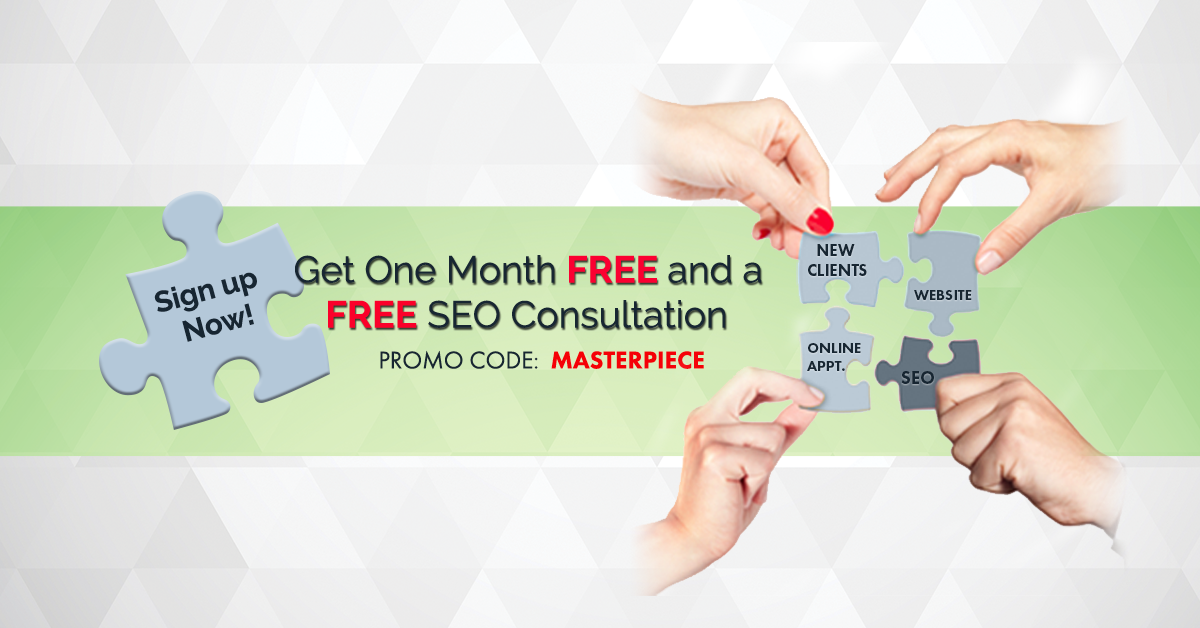 Sign up
Now!
Get One Month FREE and a
FREE SEO Consultation
PROMO CODE: MASTERPIECE
NEW
CLIENTS
WEBSITE
ONLINE
APPT.
SEO